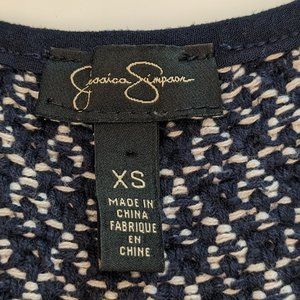 Jessica Simpson
XS
MADE IN
CHINA
FABRIQUE
EN
CHINE